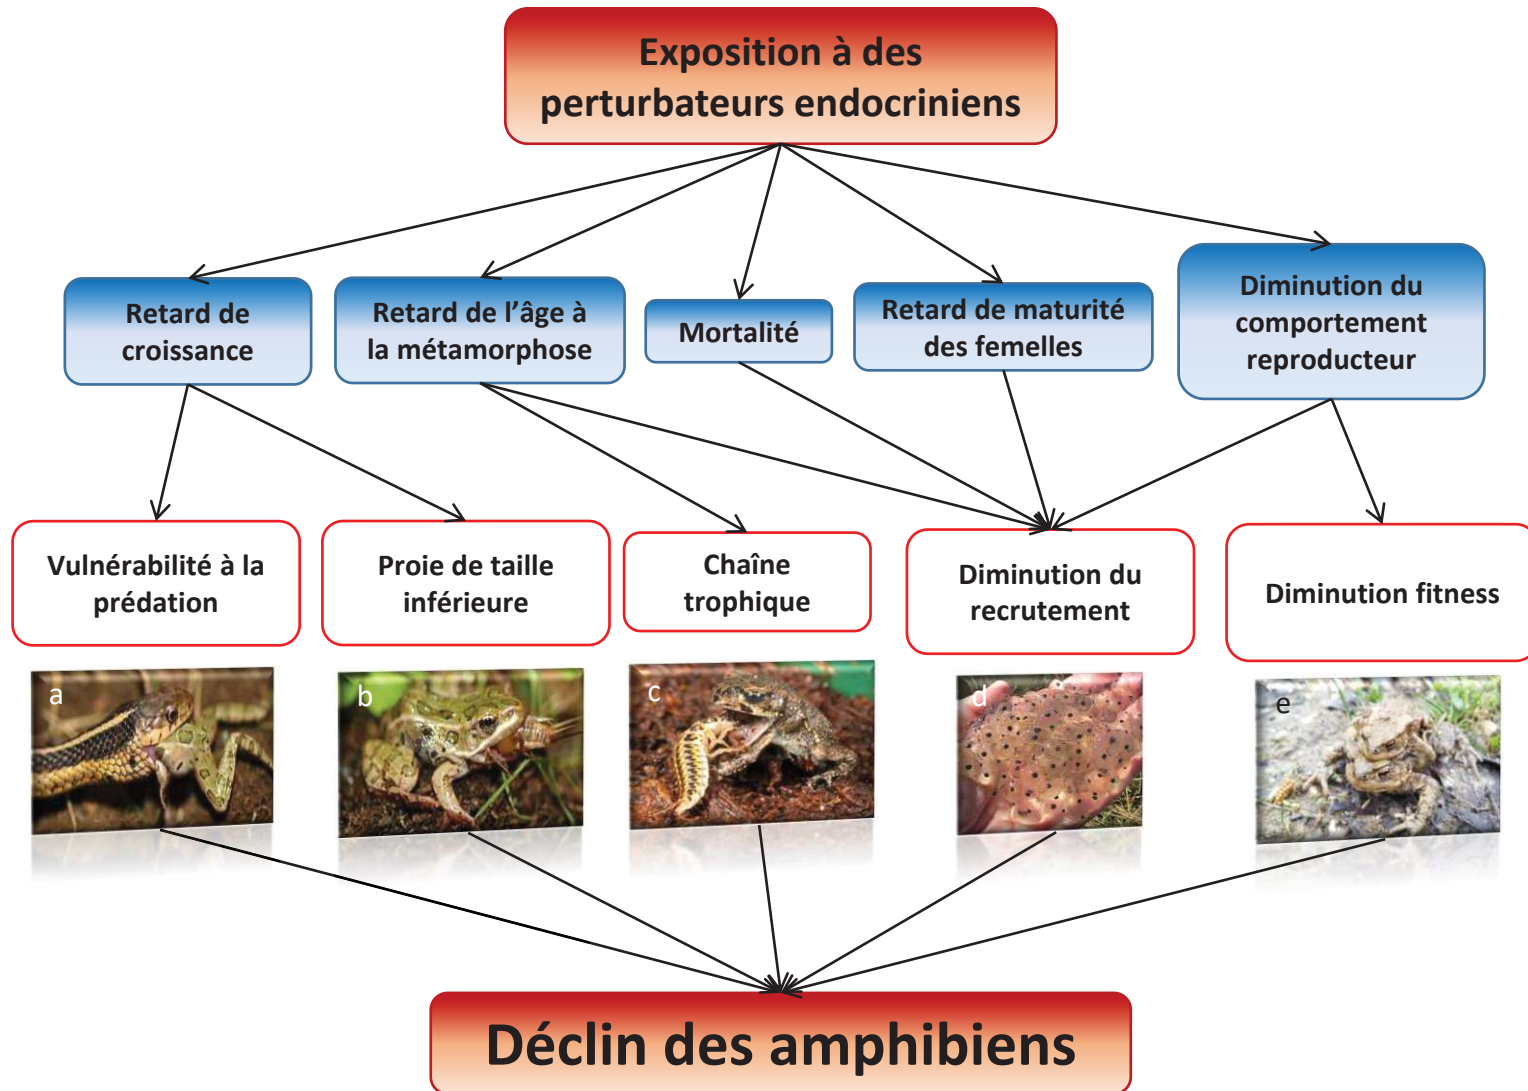 Exposition à des
perturbateurs endocriniens
Retard de
croissance
Retard de l’âge à
la métamorphose
Mortalité
Retard de maturité
des femelles
Diminution du
comportement
reproducteur
Vulnérabilité à la
prédation
Proie de taille
inférieure
Chaîne
trophique
Diminution du
recrutement
Diminution fitness
a
b
c
d
e
Déclin des amphibiens